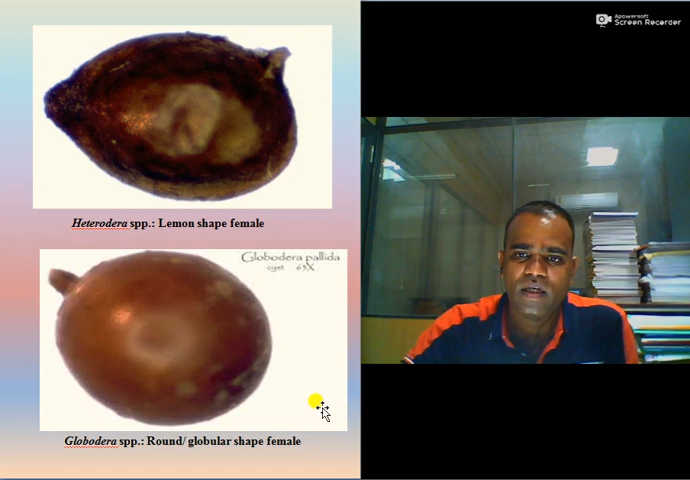 Apowersoft
Screen Recorder
Heterodera spp.: Lemon shape female
Globodera pallida
cyst 63X
Globodera spp.: Round/ globular shape female